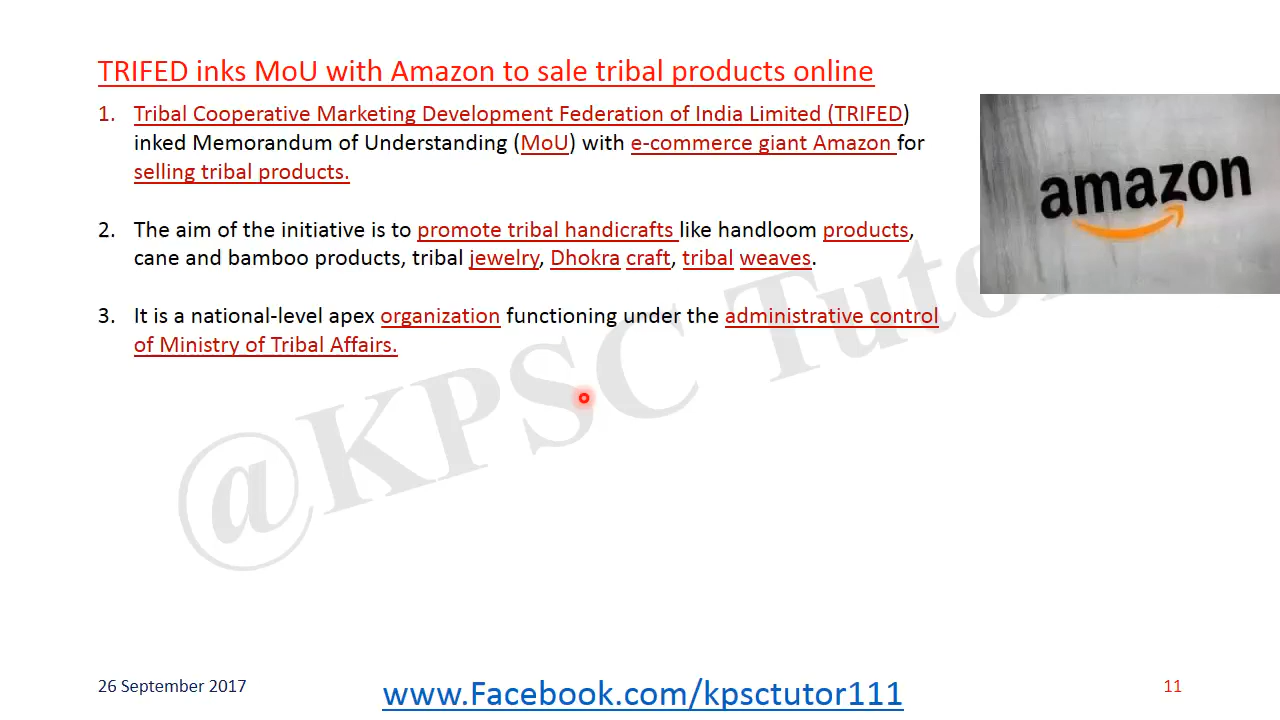 TRIFED inks MoU with Amazon to sale tribal products online
1. Tribal Cooperative Marketing Development Federation of India Limited (TRIFED)
inked Memorandum of Understanding (MoU) with e-commerce giant Amazon for
selling tribal products.
amazon
2. The aim of the initiative is to promote tribal handicrafts like handloom products,
cane and bamboo products, tribal jewelry, Dhokra craft, tribal weaves.
3. It is a national-level apex organization functioning under the administrative control
of Ministry of Tribal Affairs.
@KPSC Tutor
26 September 2017
www.Facebook.com/kpsctutor111
11